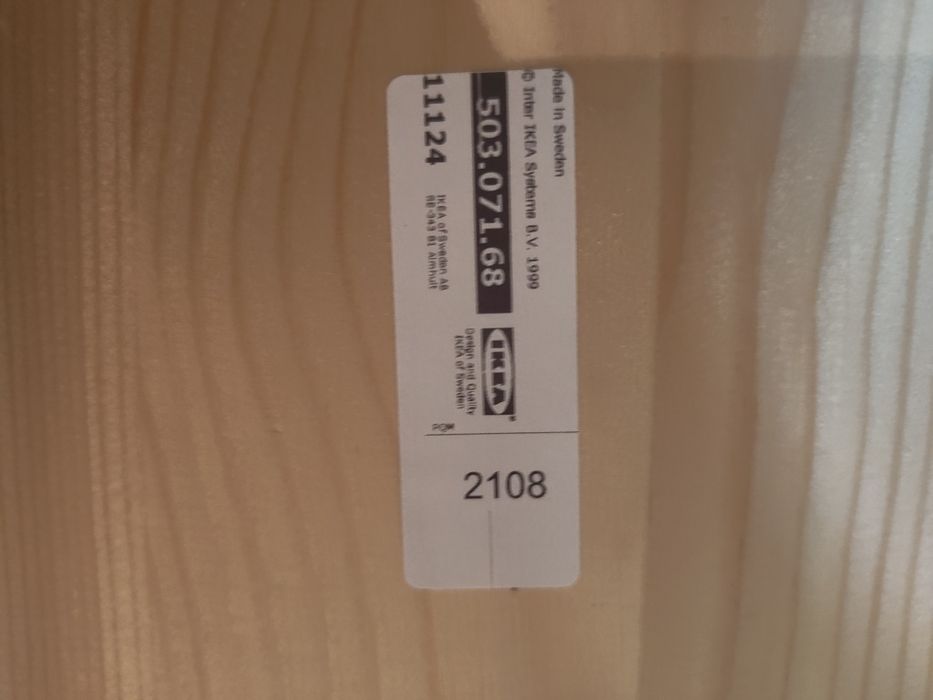 Made in Sweden
© Inter IKEA Systems B.V. 1999
503.071.68
IKEA®
Design and Quality
IKEA of Sweden
11124
IKEA of Sweden AB
SE-343 81 Älmhult
PQM
2108